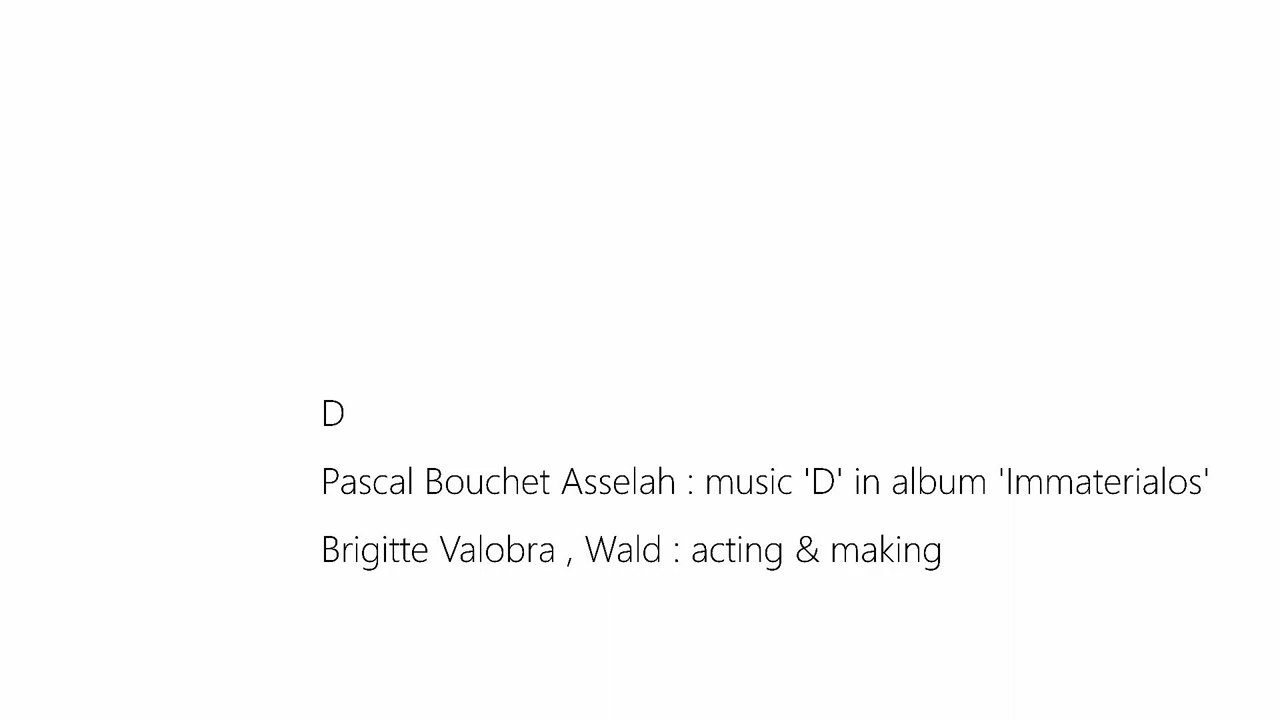 D
Pascal Bouchet Asselah : music 'D' in album 'Immaterialos'
Brigitte Valobra , Wald : acting & making